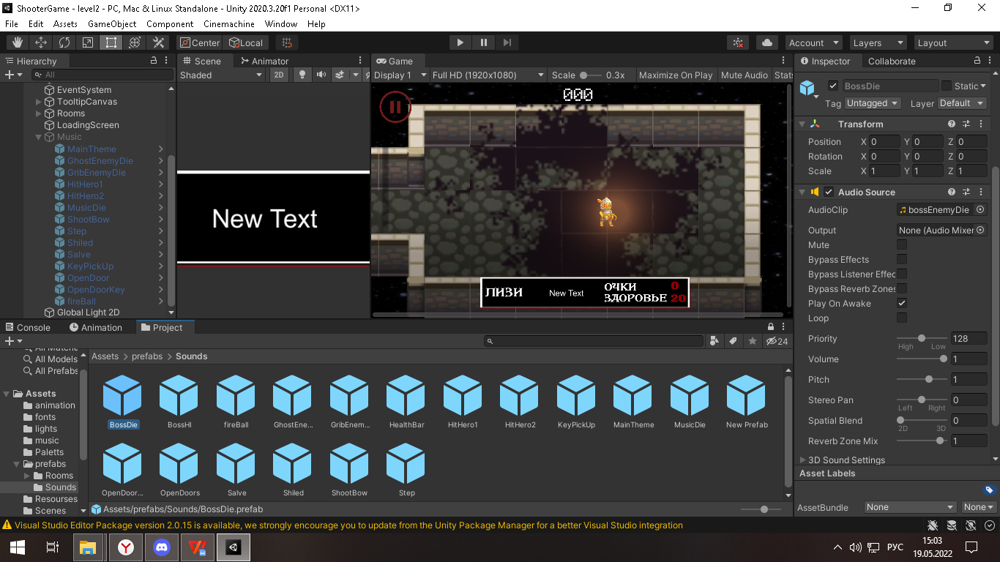 ShooterGame - level2 - PC, Mac & Linux Standalone - Unity 2020.3.20f1 Personal <DX11>
File Edit Assets GameObject Component Cinemachine Window Help
Center Local Account Layers Layout
Hierarchy
All
EventSystem
TooltipCanvas
Rooms
LoadingScreen
Music
MainTheme
GhostEnemyDie
GribEnemyDie
HitHero1
HitHero2
MusicDie
ShootBow
Step
Shiled
Salve
KeyPickUp
OpenDoor
OpenDoorKey
fireBall
Global Light 2D
Scene Animator
Shaded 2D
New Text
Game
Display 1 Full HD (1920x1080) Scale 0.3x Maximize On Play Mute Audio Stats
000
ЛИЗИ New Text ОЧКИ 0
ЗДОРОВЬЕ 20
Inspector Collaborate
BossDie Static
Tag Untagged Layer Default
Transform
Position X 0 Y 0 Z 0
Rotation X 0 Y 0 Z 0
Scale X 1 Y 1 Z 1
Audio Source
AudioClip bossEnemyDie
Output None (Audio Mixer
Mute
Bypass Effects
Bypass Listener Effec
Bypass Reverb Zones
Play On Awake
Loop
Priority 128
High Low
Volume 1
Pitch 1
Stereo Pan 0
Left Right
Spatial Blend 0
2D 3D
Reverb Zone Mix 1
3D Sound Settings
Asset Labels
AssetBundle None None
Console Animation Project
24
All Models
All Prefabs
Assets
animation
fonts
lights
music
Paletts
prefabs
Rooms
Sounds
Resourses
Scenes
Assets > prefabs > Sounds
BossDie BossHI fireBall GhostEne... GribEnem... HealthBar HitHero1 HitHero2 KeyPickUp MainTheme MusicDie New Prefab
OpenDoor... OpenDoors Salve Shiled ShootBow Step
Assets/prefabs/Sounds/BossDie.prefab
Visual Studio Editor Package version 2.0.15 is available, we strongly encourage you to update from the Unity Package Manager for a better Visual Studio integration
РУС
15:03
19.05.2022